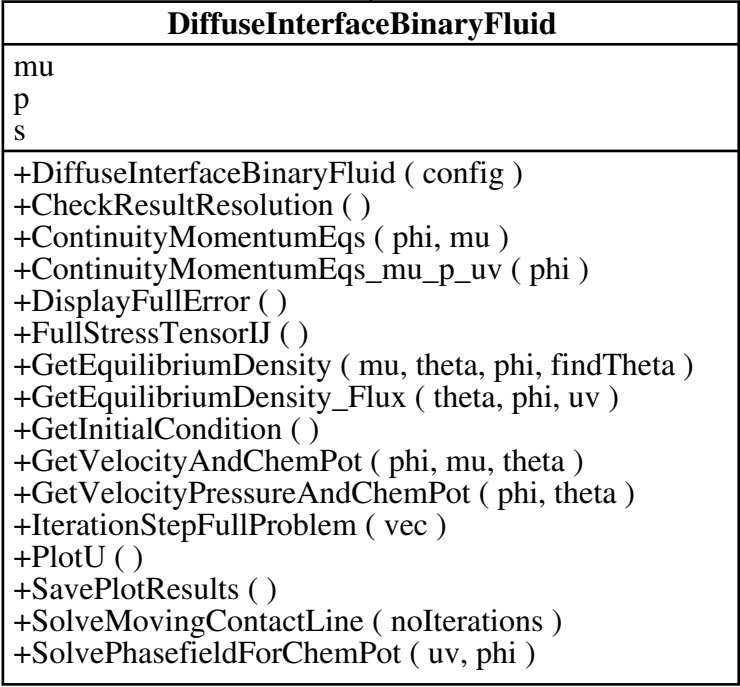 DiffuseInterfaceBinaryFluid
mu
p
s
+DiffuseInterfaceBinaryFluid ( config )
+CheckResultResolution ( )
+ContinuityMomentumEqs ( phi, mu )
+ContinuityMomentumEqs_mu_p_uv ( phi )
+DisplayFullError ( )
+FullStressTensorIJ ( )
+GetEquilibriumDensity ( mu, theta, phi, findTheta )
+GetEquilibriumDensity_Flux ( theta, phi, uv )
+GetInitialCondition ( )
+GetVelocityAndChemPot ( phi, mu, theta )
+GetVelocityPressureAndChemPot ( phi, theta )
+IterationStepFullProblem ( vec )
+PlotU ( )
+SavePlotResults ( )
+SolveMovingContactLine ( noIterations )
+SolvePhasefieldForChemPot ( uv, phi )